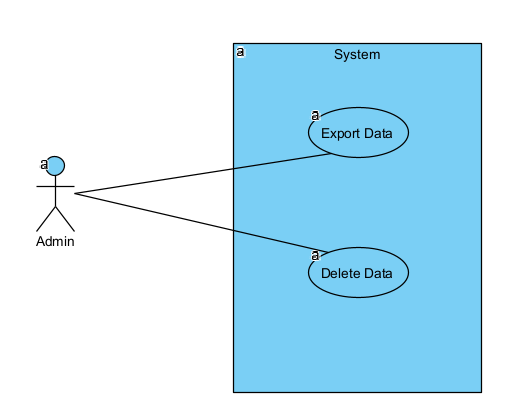 a
System
a
Export Data
a
Admin
a
Delete Data